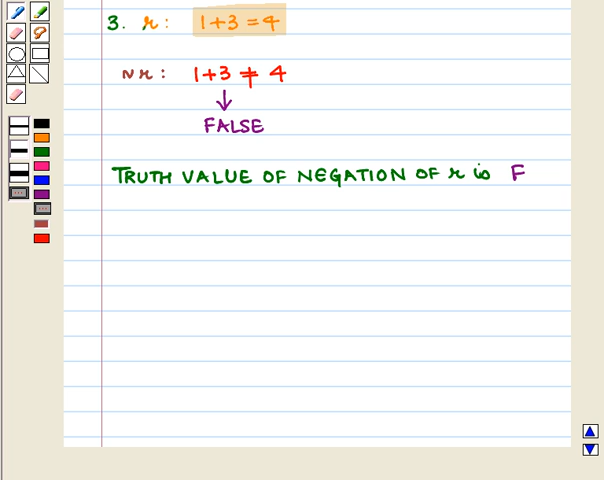 3. r: 1+3=4
~r: 1+3 ≠ 4
↓
FALSE
TRUTH VALUE OF NEGATION OF r is F